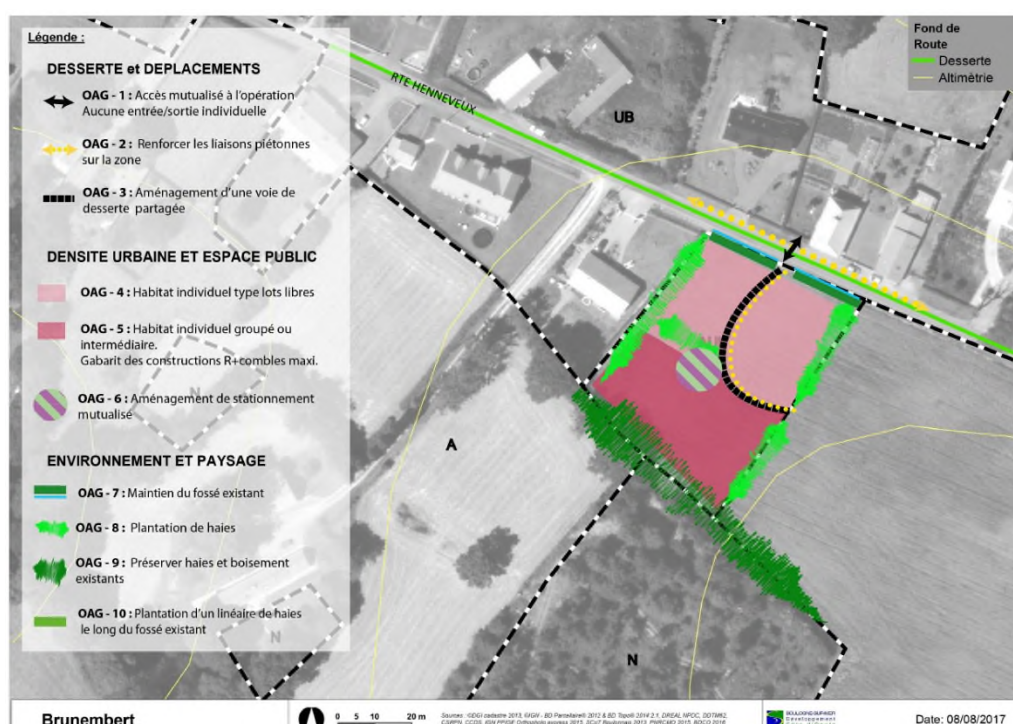 Légende :
DESSERTE et DEPLACEMENTS
OAG - 1 : Accès mutualisé à l'opération
Aucune entrée/sortie individuelle
OAG - 2 : Renforcer les liaisons piétonnes
sur la zone
OAG - 3 : Aménagement d'une voie de
desserte partagée
DENSITE URBAINE ET ESPACE PUBLIC
OAG - 4 : Habitat individuel type lots libres
OAG - 5 : Habitat individuel groupé ou
intermédiaire.
Gabarit des constructions R+combles maxi.
OAG - 6 : Aménagement de stationnement
mutualisé
ENVIRONNEMENT ET PAYSAGE
OAG - 7 : Maintien du fossé existant
OAG - 8 : Plantation de haies
OAG - 9 : Préserver haies et boisement
existants
OAG - 10 : Plantation d'un linéaire de haies
le long du fossé existant
Fond de
Route
Desserte
Altimètrie
RTE HENNEVEUX
UB
A
N
N
N
Brunembert
0 5 10 20 m
BOULOGNE-SUR-MER
Développement
Date: 08/08/2017